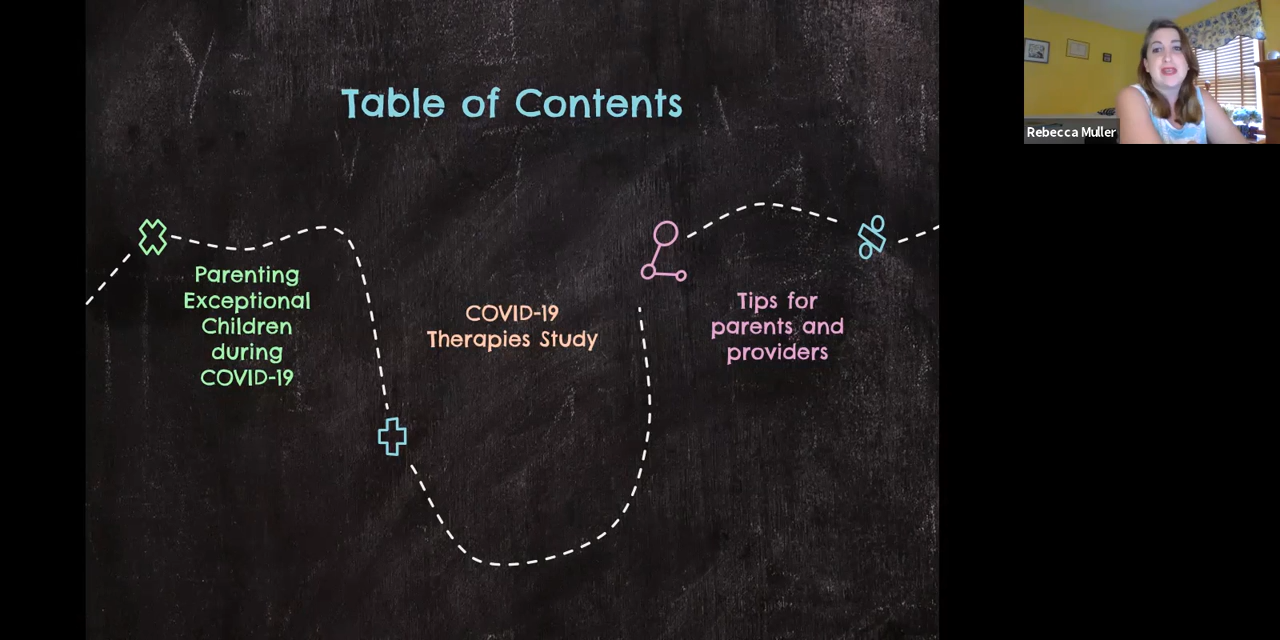 Table of Contents
Parenting
Exceptional
Children
during
COVID-19
COVID-19
Therapies Study
Tips for
parents and
providers
Rebecca Muller